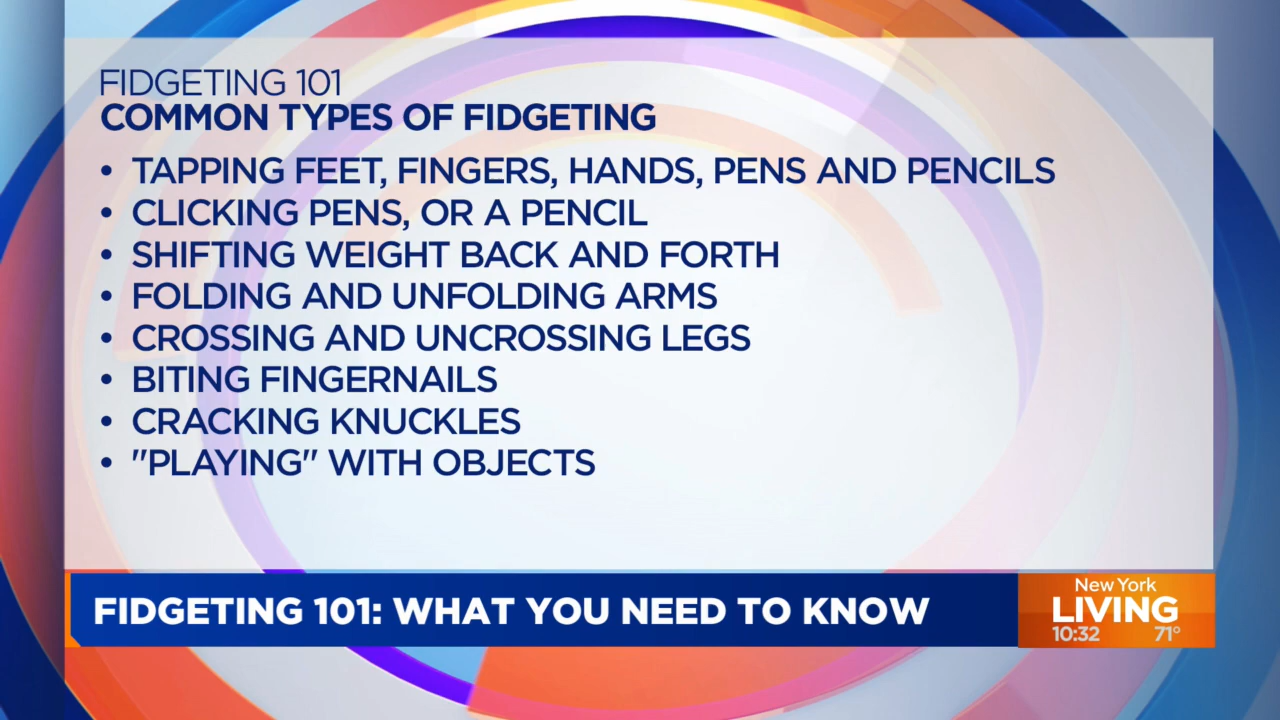 FIDGETING 101
COMMON TYPES OF FIDGETING
• TAPPING FEET, FINGERS, HANDS, PENS AND PENCILS
• CLICKING PENS, OR A PENCIL
• SHIFTING WEIGHT BACK AND FORTH
• FOLDING AND UNFOLDING ARMS
• CROSSING AND UNCROSSING LEGS
• BITING FINGERNAILS
• CRACKING KNUCKLES
• "PLAYING" WITH OBJECTS
FIDGETING 101: WHAT YOU NEED TO KNOW
New York
LIVING
10:32 71°